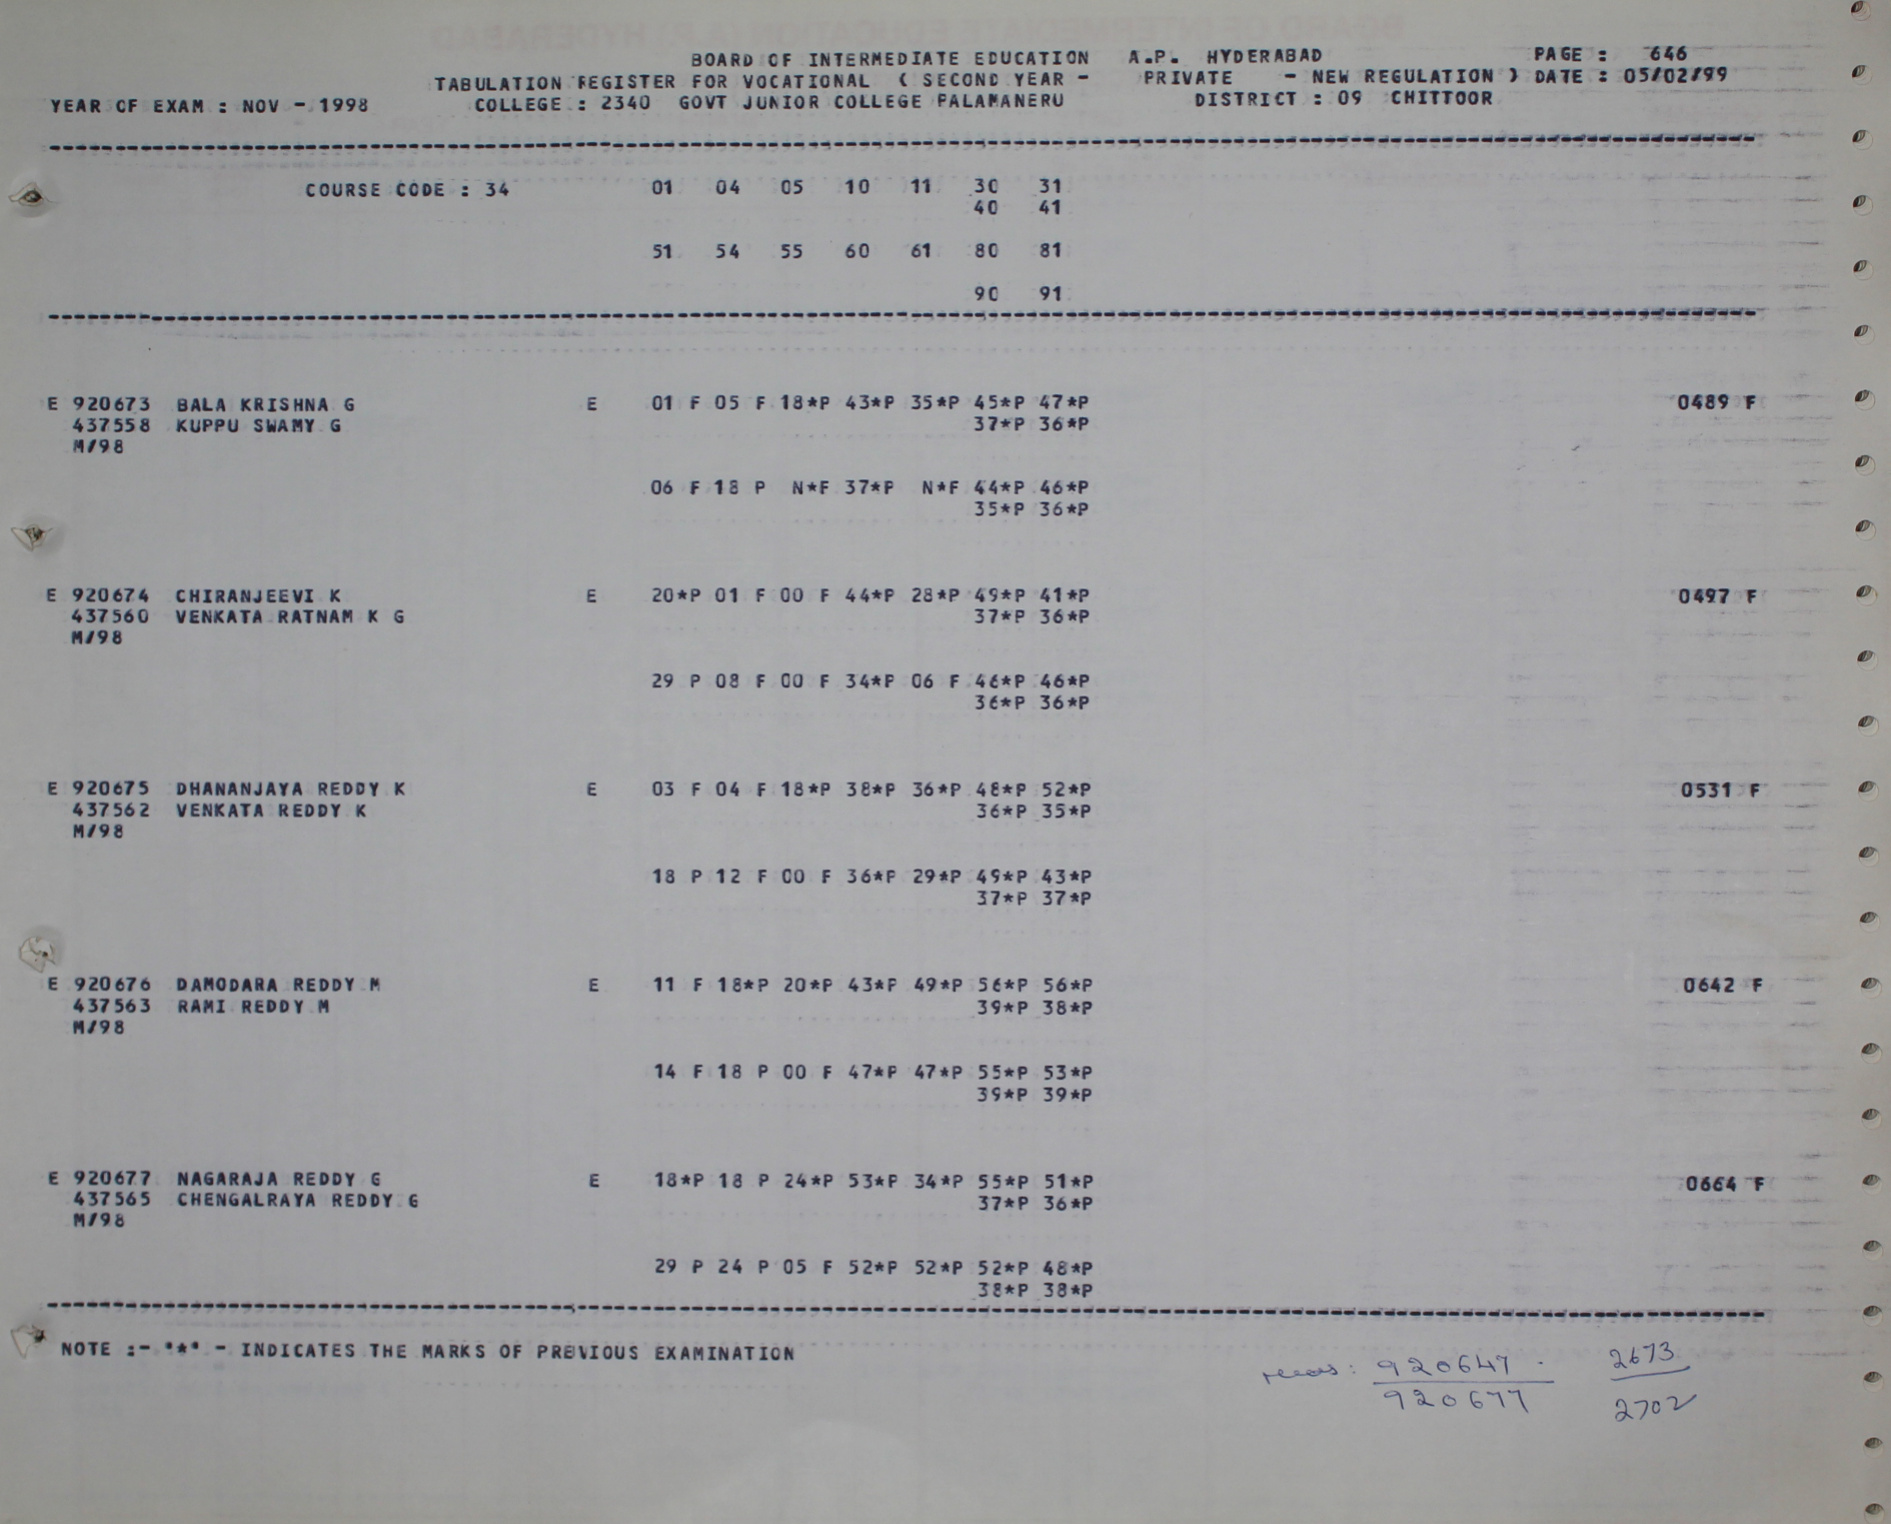 BOARD OF INTERMEDIATE EDUCATION A.P. HYDERABAD PAGE : 646
TABULATION REGISTER FOR VOCATIONAL ( SECOND YEAR - PRIVATE - NEW REGULATION ) DATE : 05/02/99
YEAR OF EXAM : NOV - 1998 COLLEGE : 2340 GOVT JUNIOR COLLEGE PALAMANERU DISTRICT : 09 CHITTOOR
COURSE CODE : 34 01 04 05 10 11 30 31
40 41
51 54 55 60 61 80 81
90 91
E 920673 BALA KRISHNA G E 01 F 05 F 18*P 43*P 35*P 45*P 47*P 0489 F
437558 KUPPU SWAMY G 37*P 36*P
M/98
06 F 18 P N*F 37*P N*F 44*P 46*P
35*P 36*P
E 920674 CHIRANJEEVI K E 20*P 01 F 00 F 44*P 28*P 49*P 41*P 0497 F
437560 VENKATA RATNAM K G 37*P 36*P
M/98
29 P 08 F 00 F 34*P 06 F 46*P 46*P
36*P 36*P
E 920675 DHANANJAYA REDDY K E 03 F 04 F 18*P 38*P 36*P 48*P 52*P 0531 F
437562 VENKATA REDDY K 36*P 35*P
M/98
18 P 12 F 00 F 36*P 29*P 49*P 43*P
37*P 37*P
E 920676 DAMODARA REDDY M E 11 F 18*P 20*P 43*P 49*P 56*P 56*P 0642 F
437563 RAMI REDDY M 39*P 38*P
M/98
14 F 18 P 00 F 47*P 47*P 55*P 53*P
39*P 39*P
E 920677 NAGARAJA REDDY G E 18*P 18 P 24*P 53*P 34*P 55*P 51*P 0664 F
437565 CHENGALRAYA REDDY G 37*P 36*P
M/98
29 P 24 P 05 F 52*P 52*P 52*P 48*P
38*P 38*P
NOTE :- "*" - INDICATES THE MARKS OF PREVIOUS EXAMINATION
920647 2673
920677 2702